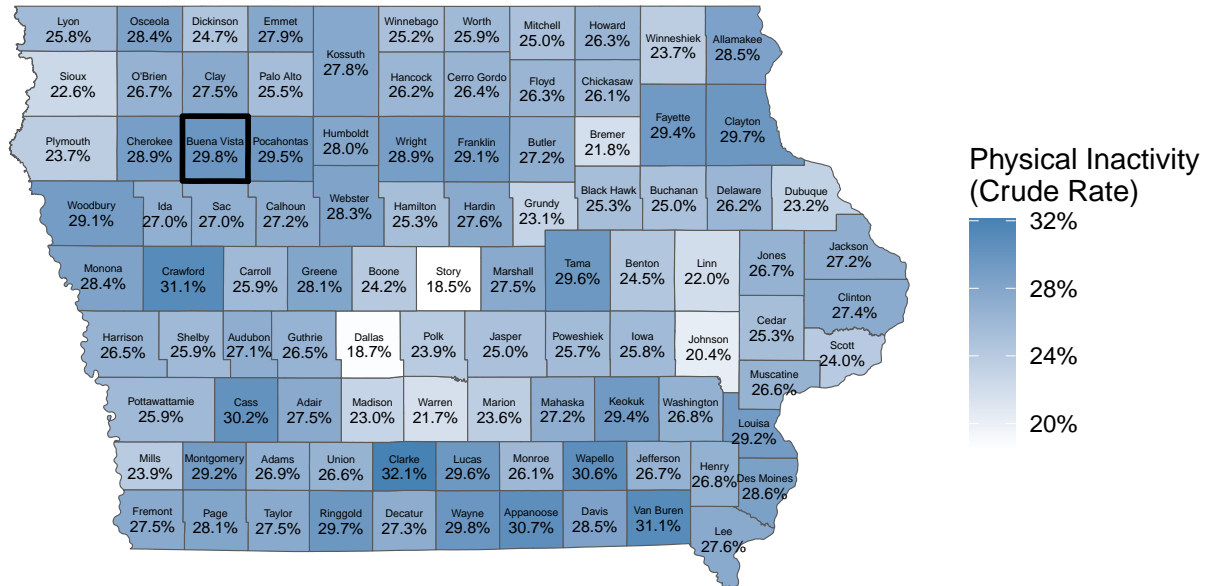 Lyon
25.8%
Osceola
28.4%
Dickinson
24.7%
Emmet
27.9%
Winnebago
25.2%
Worth
25.9%
Mitchell
25.0%
Howard
26.3%
Winneshiek
23.7%
Allamakee
28.5%
Kossuth
27.8%
Sioux
22.6%
O'Brien
26.7%
Clay
27.5%
Palo Alto
25.5%
Hancock
26.2%
Cerro Gordo
26.4%
Floyd
26.3%
Chickasaw
26.1%
Fayette
29.4%
Clayton
29.7%
Plymouth
23.7%
Cherokee
28.9%
Buena Vista
29.8%
Pocahontas
29.5%
Humboldt
28.0%
Wright
28.9%
Franklin
29.1%
Butler
27.2%
Bremer
21.8%
Woodbury
29.1%
Ida
27.0%
Sac
27.0%
Calhoun
27.2%
Webster
28.3%
Hamilton
25.3%
Hardin
27.6%
Grundy
23.1%
Black Hawk
25.3%
Buchanan
25.0%
Delaware
26.2%
Dubuque
23.2%
Monona
28.4%
Crawford
31.1%
Carroll
25.9%
Greene
28.1%
Boone
24.2%
Story
18.5%
Marshall
27.5%
Tama
29.6%
Benton
24.5%
Linn
22.0%
Jones
26.7%
Jackson
27.2%
Clinton
27.4%
Harrison
26.5%
Shelby
25.9%
Audubon
27.1%
Guthrie
26.5%
Dallas
18.7%
Polk
23.9%
Jasper
25.0%
Poweshiek
25.7%
Iowa
25.8%
Johnson
20.4%
Cedar
25.3%
Scott
24.0%
Muscatine
26.6%
Pottawattamie
25.9%
Cass
30.2%
Adair
27.5%
Madison
23.0%
Warren
21.7%
Marion
23.6%
Mahaska
27.2%
Keokuk
29.4%
Washington
26.8%
Louisa
29.2%
Mills
23.9%
Montgomery
29.2%
Adams
26.9%
Union
26.6%
Clarke
32.1%
Lucas
29.6%
Monroe
26.1%
Wapello
30.6%
Jefferson
26.7%
Henry
26.8%
Des Moines
28.6%
Fremont
27.5%
Page
28.1%
Taylor
27.5%
Ringgold
29.7%
Decatur
27.3%
Wayne
29.8%
Appanoose
30.7%
Davis
28.5%
Van Buren
31.1%
Lee
27.6%
Physical Inactivity
(Crude Rate)
32%
28%
24%
20%